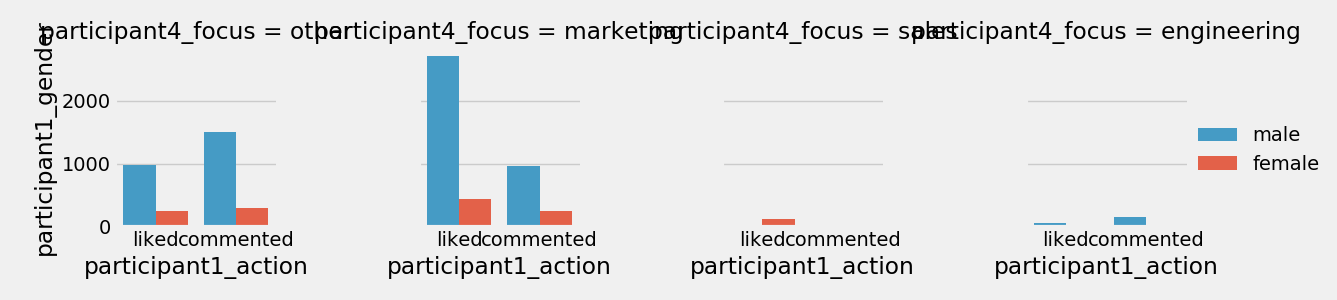 participant4_focus = other
participant4_focus = marketing
participant4_focus = sales
participant4_focus = engineering
participant1_gender
2000
1000
0
liked commented
liked commented
liked commented
liked commented
participant1_action
participant1_action
participant1_action
participant1_action
male
female